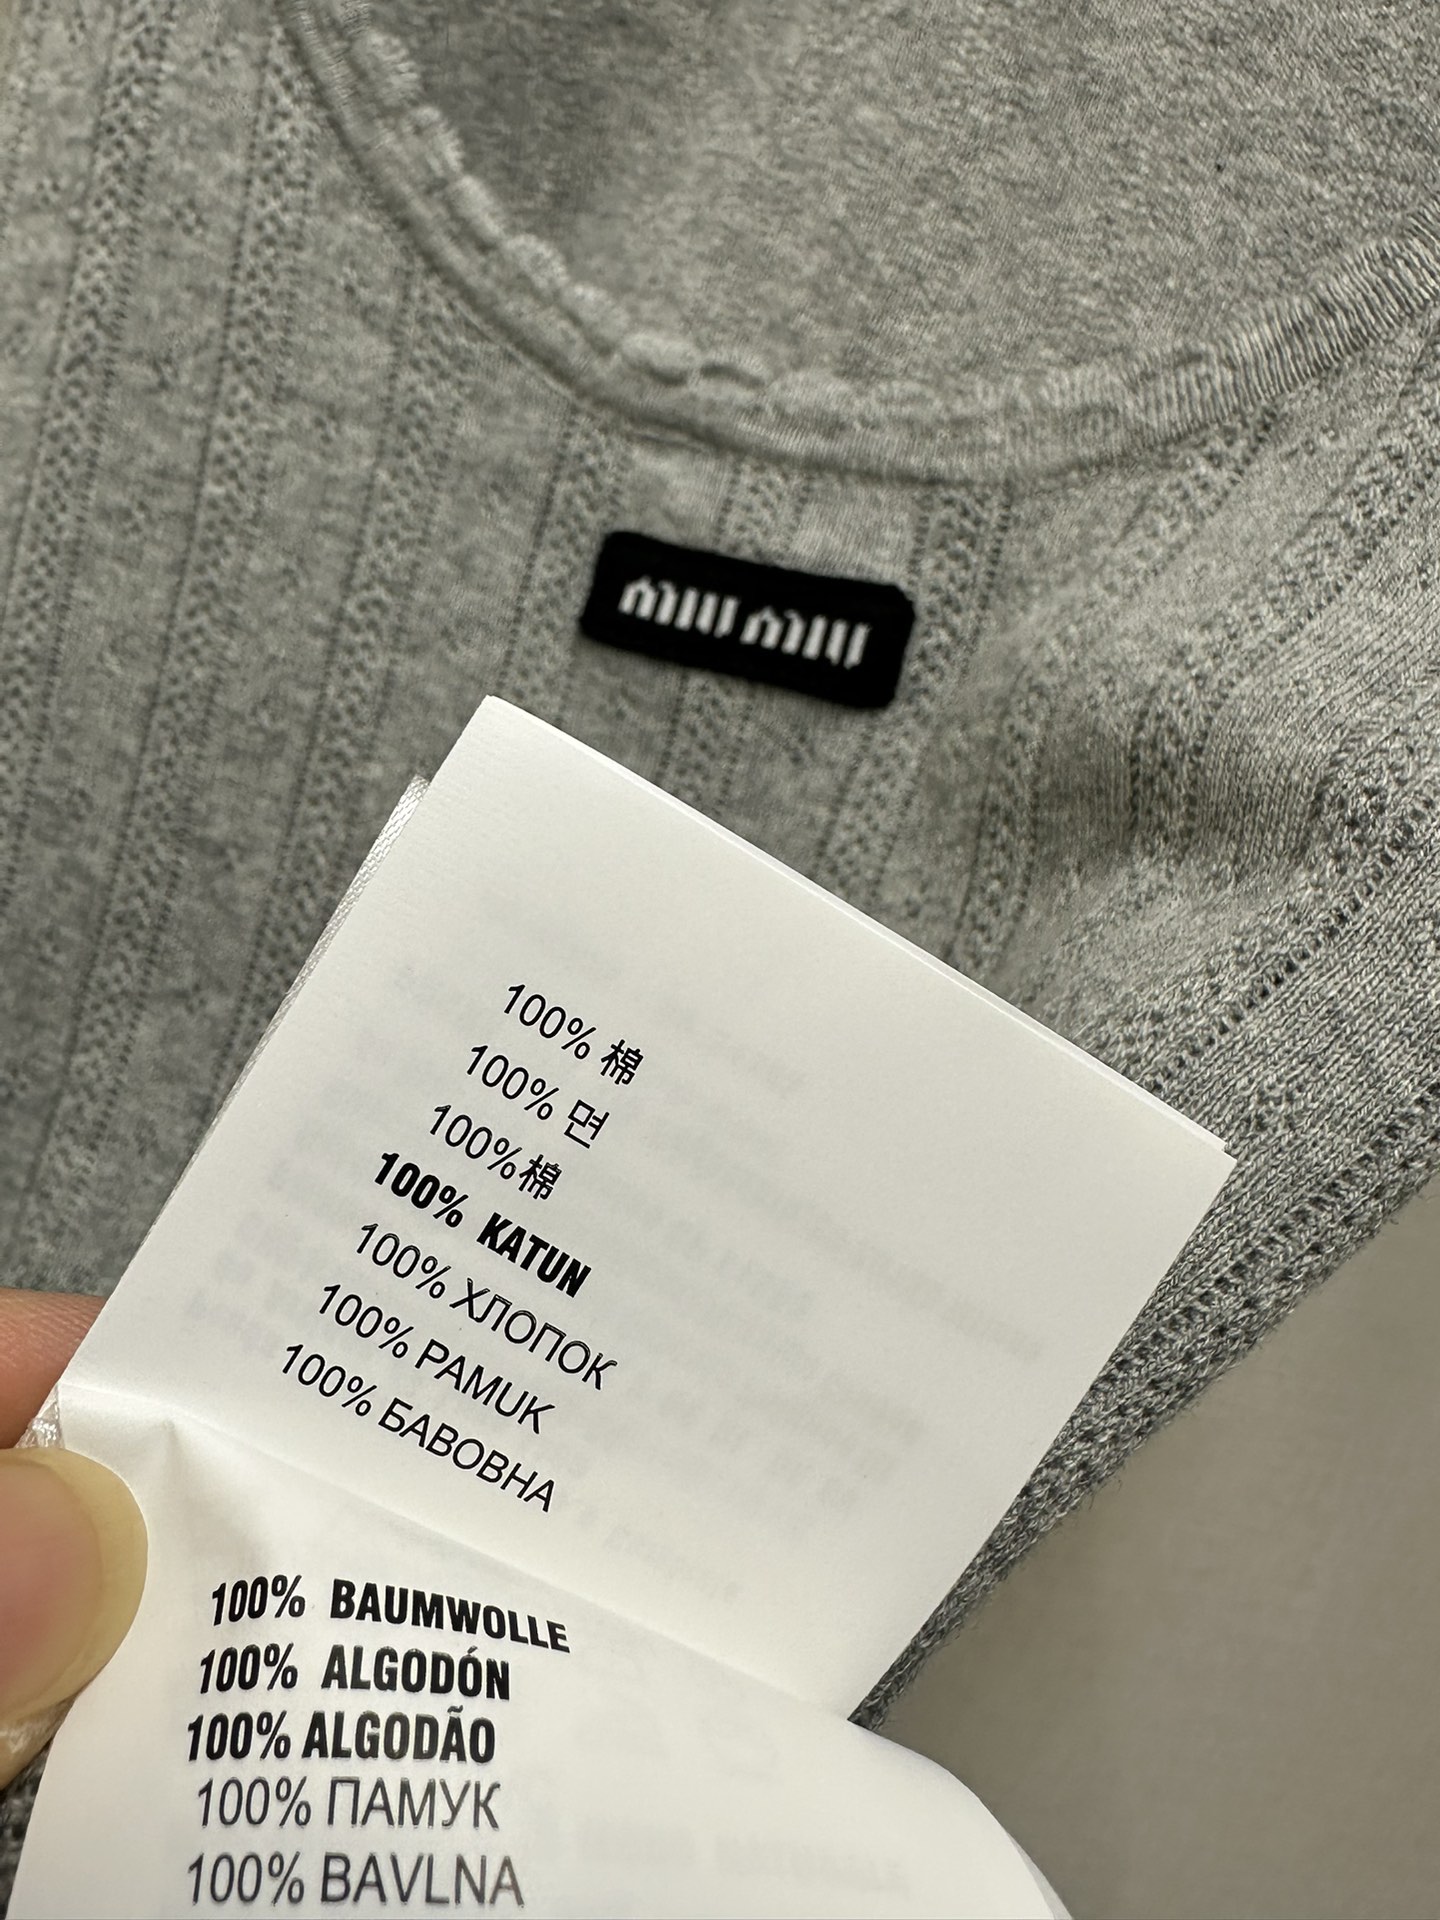 miu miu
100% 棉
100% 면
100%棉
100% KATUN
100% ХЛОПОК
100% PAMUK
100% БАВОВНА
100% BAUMWOLLE
100% ALGODÓN
100% ALGODÃO
100% ПАМУК
100% BAVLNA